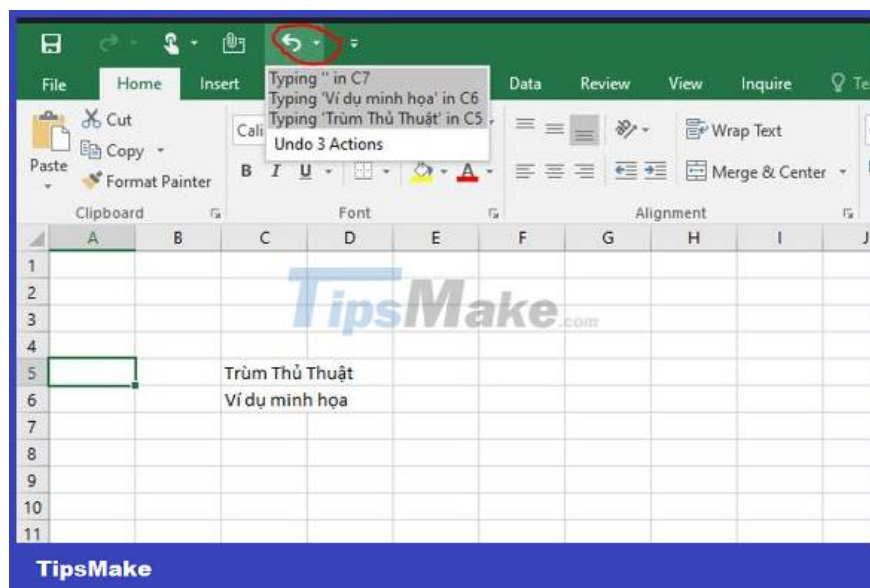 File Home Insert Data Review View Inquire
Typing '' in C7
Typing 'Ví dụ minh họa' in C6
Typing 'Trùm Thủ Thuật' in C5
Undo 3 Actions
Paste
Cut
Copy
Format Painter
Clipboard
B I U A
Font
Wrap Text
Merge & Center
Alignment
A B C D E F G H I
1
2
3
4
5 Trùm Thủ Thuật
6 Ví dụ minh họa
7
8
9
10
11
TipsMake.com
TipsMake